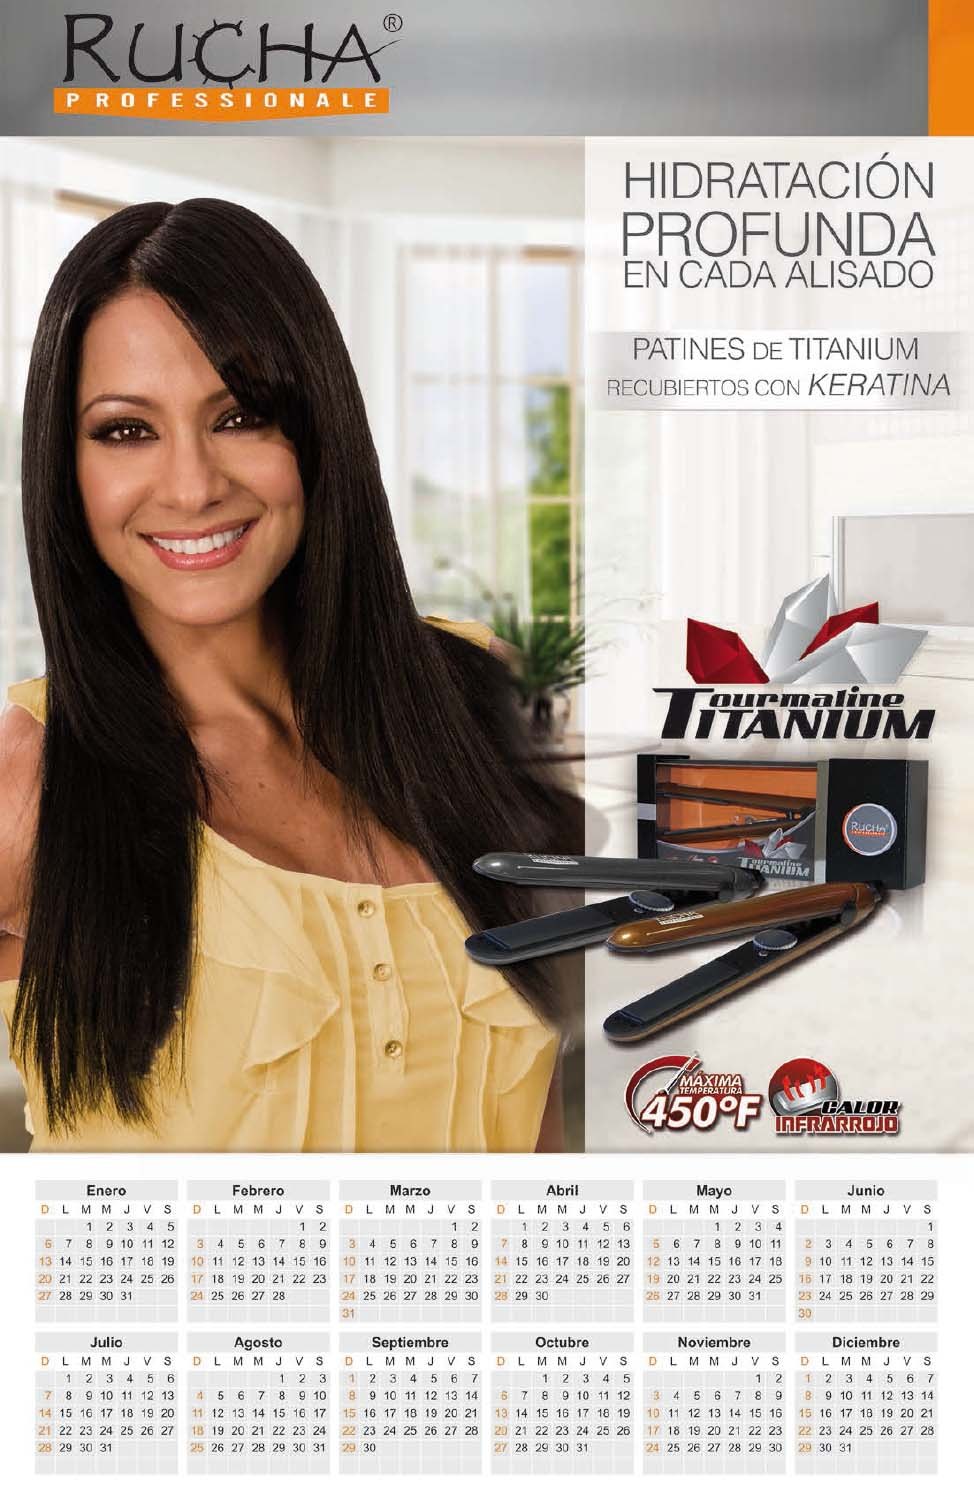 RUCHA®
PROFESSIONALE
HIDRATACIÓN
PROFUNDA
EN CADA ALISADO
PATINES DE TITANIUM
RECUBIERTOS CON KERATINA
Tourmaline
TITANIUM
RUCHA
Tourmaline
TITANIUM
RUCHA
RUCHA
MÁXIMA
TEMPERATURA
450ºF
CALOR
INFRARROJO
Enero Febrero Marzo Abril Mayo Junio
D L M M J V S D L M M J V S D L M M J V S D L M M J V S D L M M J V S D L M M J V S
1 2 3 4 5 1 2 1 2 1 2 3 4 5 6 1 2 3 4 1
6 7 8 9 10 11 12 3 4 5 6 7 8 9 3 4 5 6 7 8 9 7 8 9 10 11 12 13 5 6 7 8 9 10 11 2 3 4 5 6 7 8
13 14 15 16 17 18 19 10 11 12 13 14 15 16 10 11 12 13 14 15 16 14 15 16 17 18 19 20 12 13 14 15 16 17 18 9 10 11 12 13 14 15
20 21 22 23 24 25 26 17 18 19 20 21 22 23 17 18 19 20 21 22 23 21 22 23 24 25 26 27 19 20 21 22 23 24 25 16 17 18 19 20 21 22
27 28 29 30 31 24 25 26 27 28 24 25 26 27 28 29 30 28 29 30 26 27 28 29 30 31 23 24 25 26 27 28 29
31 30
Julio Agosto Septiembre Octubre Noviembre Diciembre
D L M M J V S D L M M J V S D L M M J V S D L M M J V S D L M M J V S D L M M J V S
1 2 3 4 5 6 1 2 3 1 2 3 4 5 6 7 1 2 3 4 5 1 2 1 2 3 4 5 6 7
7 8 9 10 11 12 13 4 5 6 7 8 9 10 8 9 10 11 12 13 14 6 7 8 9 10 11 12 3 4 5 6 7 8 9 8 9 10 11 12 13 14
14 15 16 17 18 19 20 11 12 13 14 15 16 17 15 16 17 18 19 20 21 13 14 15 16 17 18 19 10 11 12 13 14 15 16 15 16 17 18 19 20 21
21 22 23 24 25 26 27 18 19 20 21 22 23 24 22 23 24 25 26 27 28 20 21 22 23 24 25 26 17 18 19 20 21 22 23 22 23 24 25 26 27 28
28 29 30 31 25 26 27 28 29 30 31 29 30 27 28 29 30 31 24 25 26 27 28 29 30 29 30 31